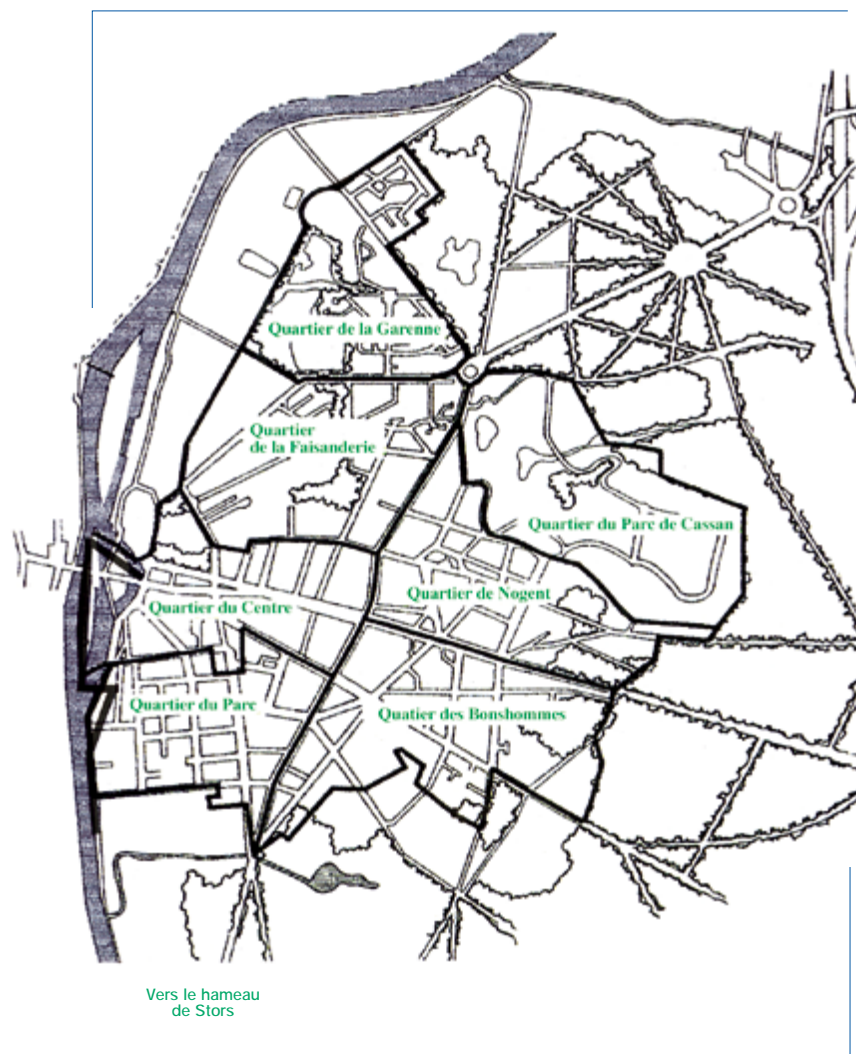 Quartier de la Garenne
Quartier
de la Faisanderie
Quartier du Parc de Cassan
Quartier de Nogent
Quartier du Centre
Quartier du Parc
Quatier des Bonshommes
Vers le hameau
de Stors